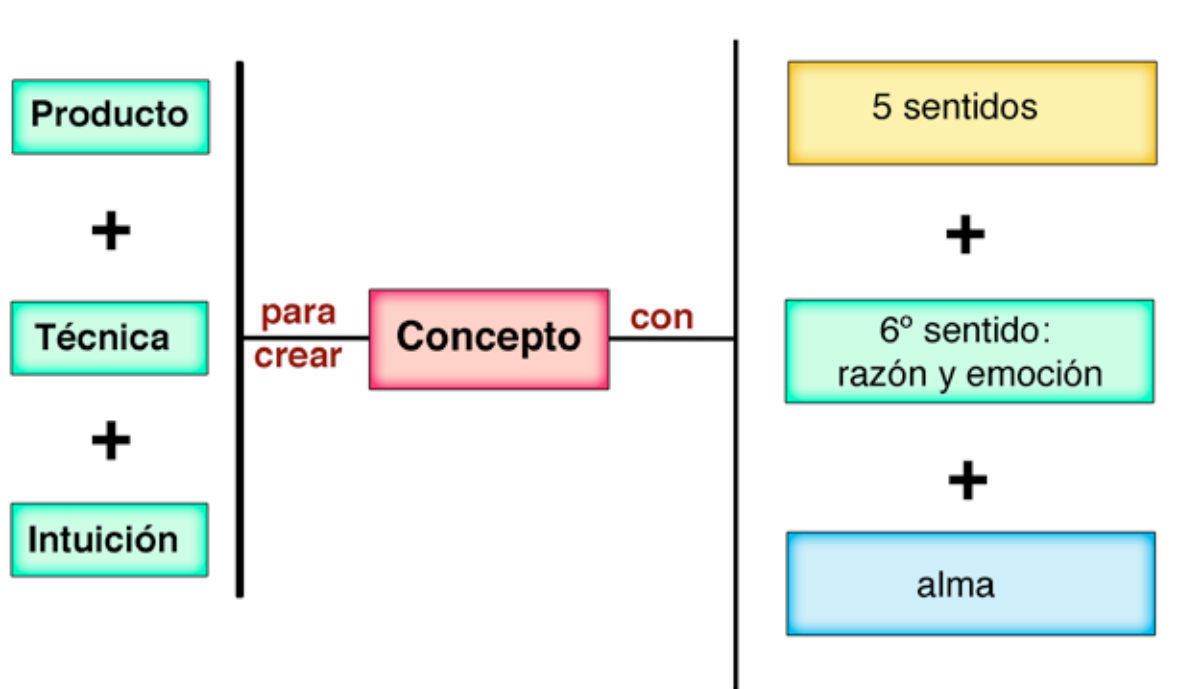 Producto
+
Técnica
+
Intuición
para
crear
Concepto
con
5 sentidos
+
6º sentido:
razón y emoción
+
alma